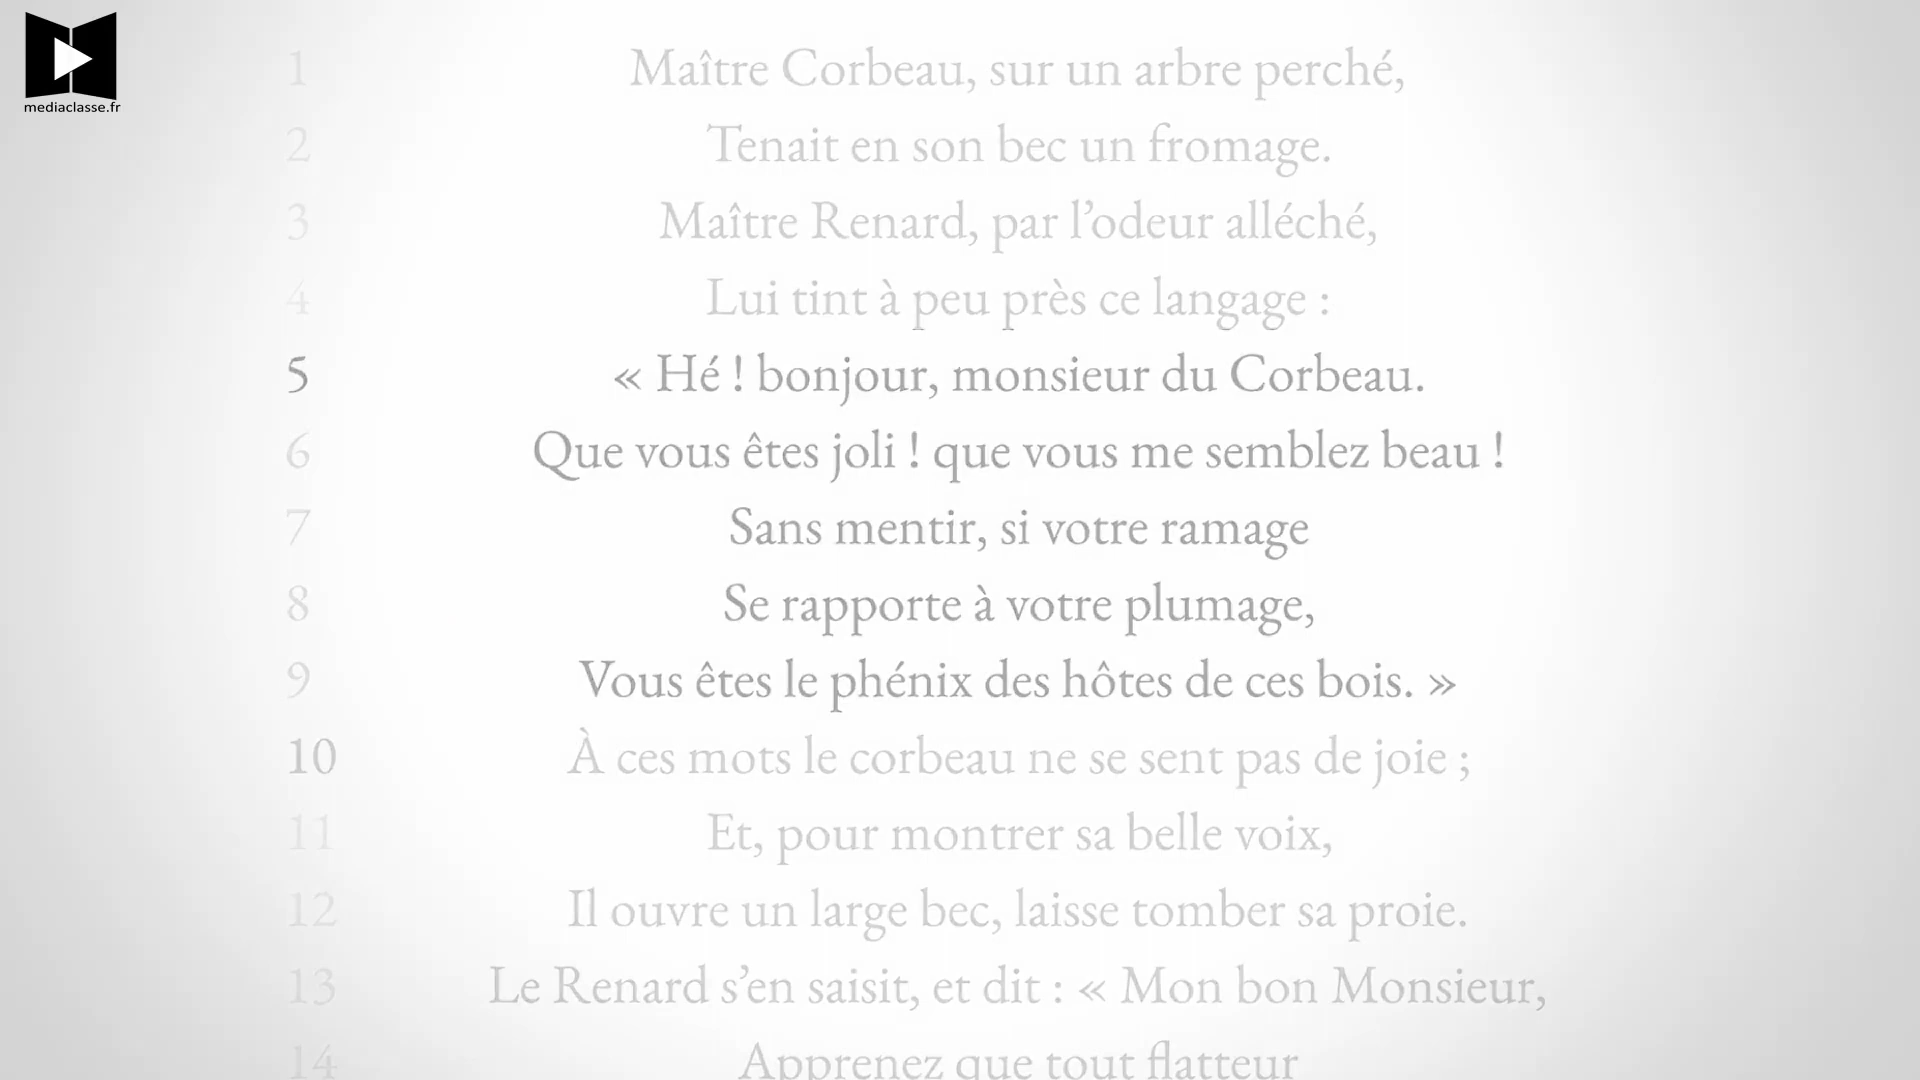 mediaclasse.fr
1 Maître Corbeau, sur un arbre perché,
2 Tenait en son bec un fromage.
3 Maître Renard, par l’odeur alléché,
4 Lui tint à peu près ce langage :
5 « Hé ! bonjour, monsieur du Corbeau.
6 Que vous êtes joli ! que vous me semblez beau !
7 Sans mentir, si votre ramage
8 Se rapporte à votre plumage,
9 Vous êtes le phénix des hôtes de ces bois. »
10 À ces mots le corbeau ne se sent pas de joie ;
11 Et, pour montrer sa belle voix,
12 Il ouvre un large bec, laisse tomber sa proie.
13 Le Renard s’en saisit, et dit : « Mon bon Monsieur,
14 Apprenez que tout flatteur